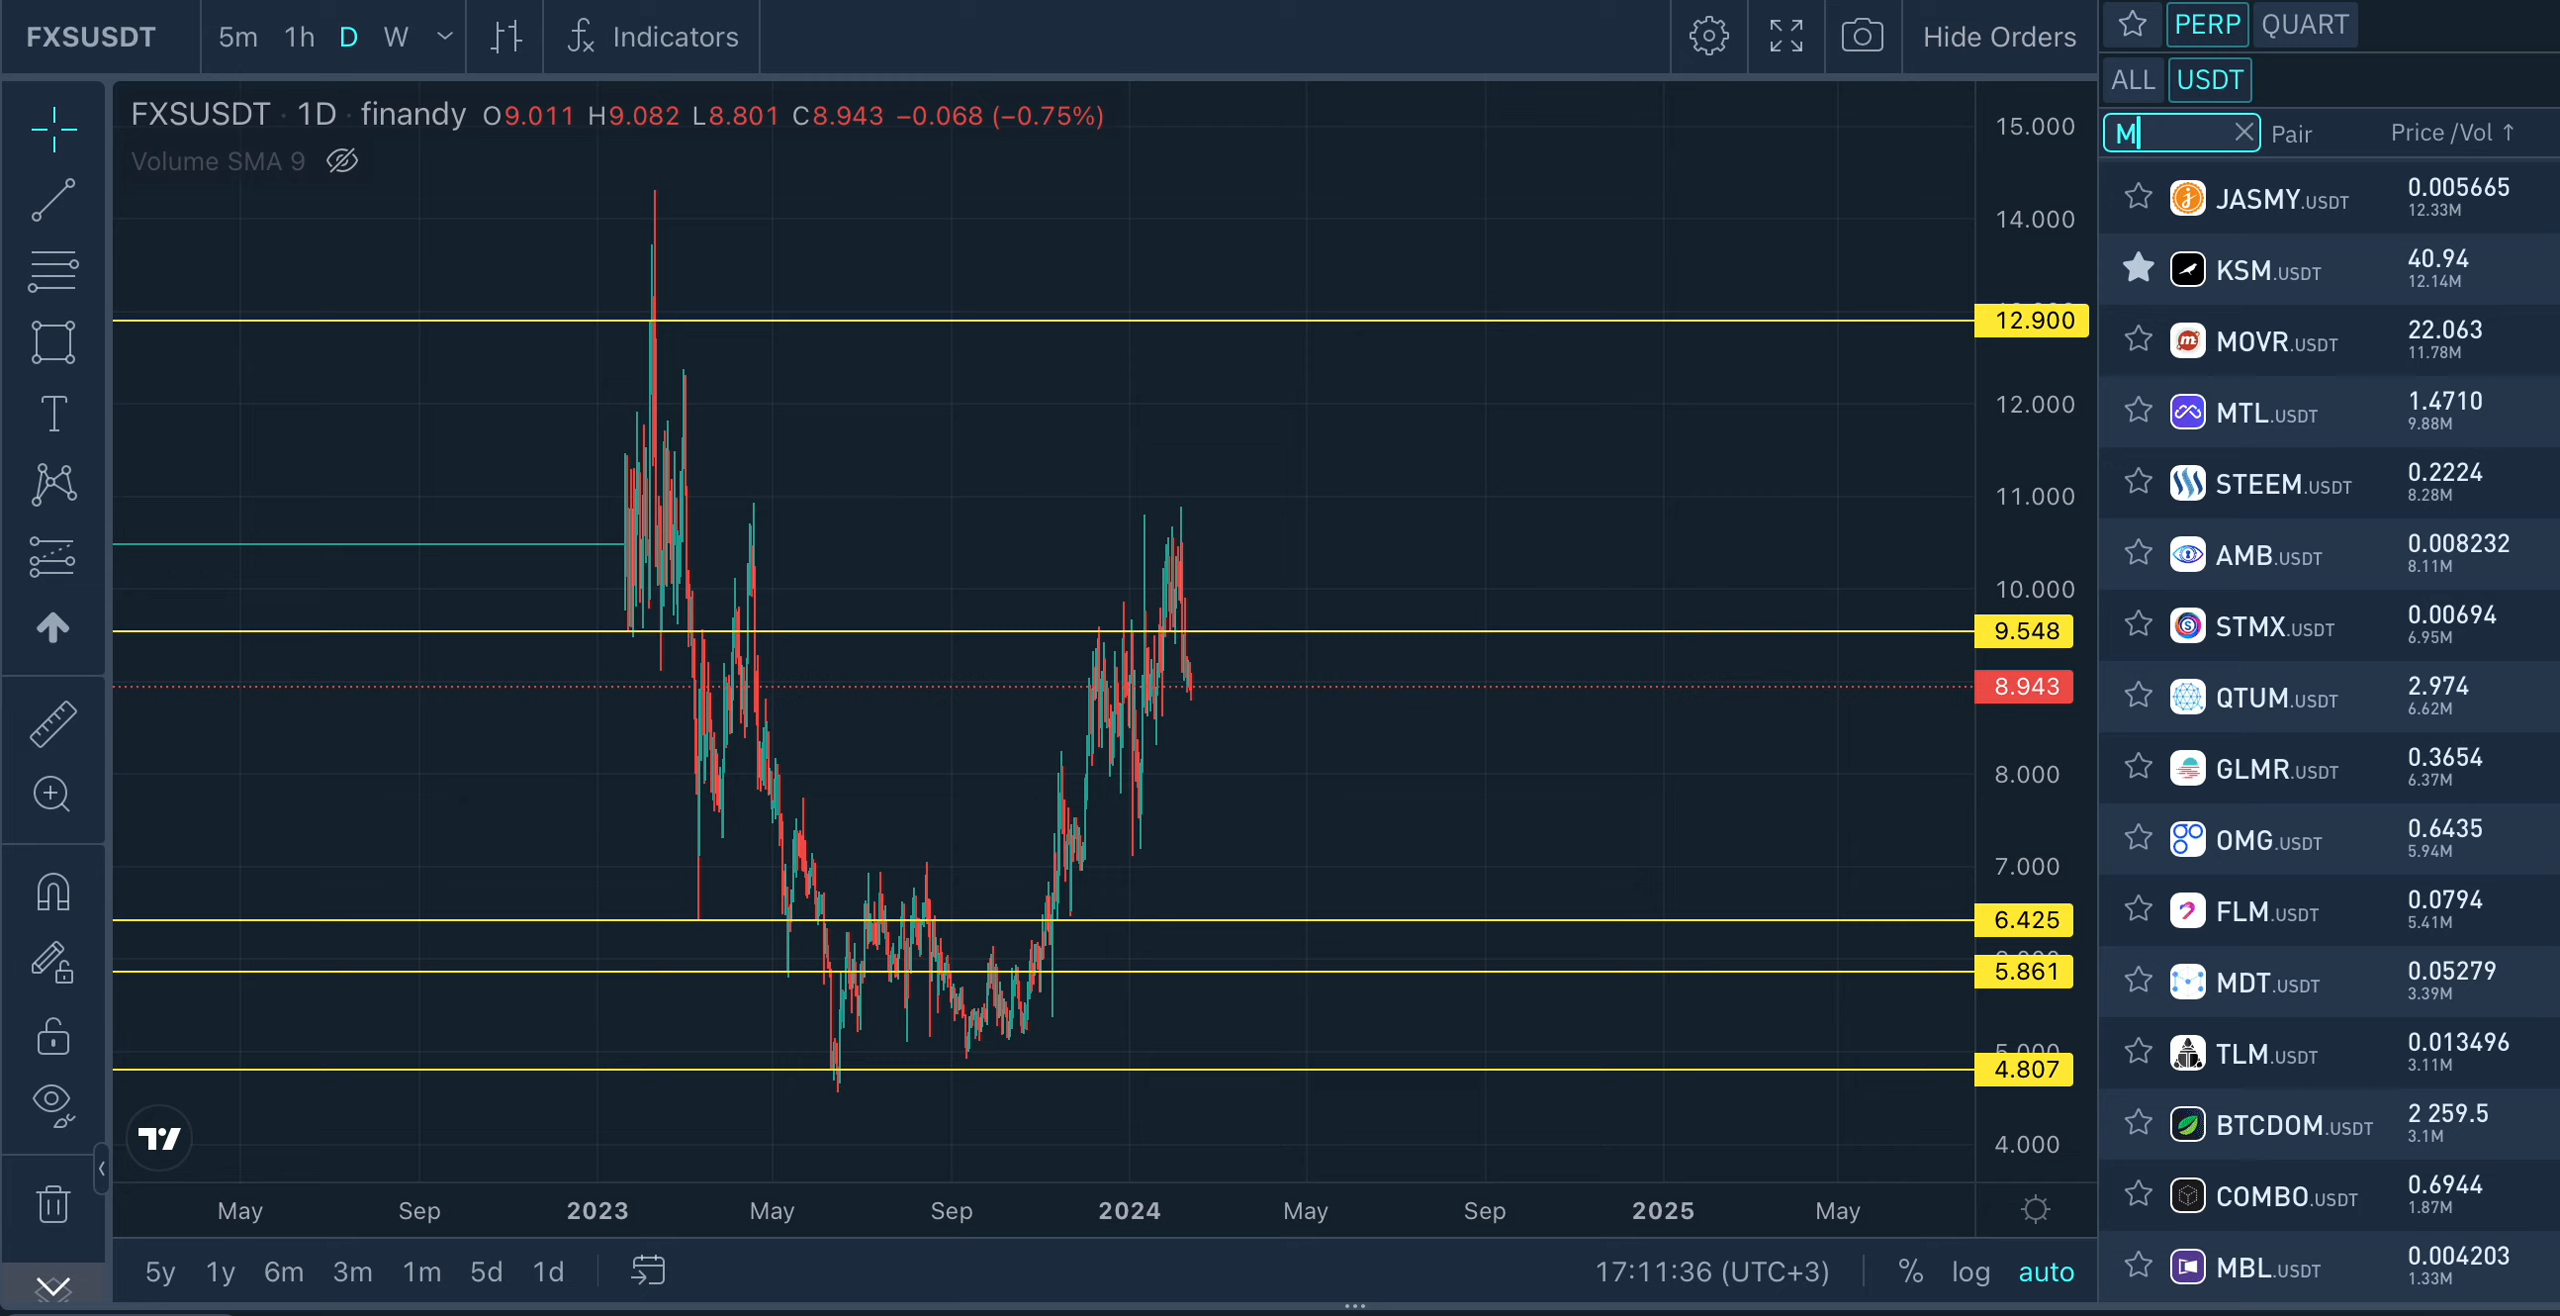 FXSUSDT 5m 1h D W Indicators Hide Orders
PERP QUART
ALL USDT
M Pair Price /Vol ↑
FXSUSDT · 1D · finandy O9.011 H9.082 L8.801 C8.943 −0.068 (−0.75%)
Volume SMA 9
15.000
14.000
12.900
12.000
11.000
10.000
9.548
8.943
8.000
7.000
6.425
5.861
5.000
4.807
4.000
May Sep 2023 May Sep 2024 May Sep 2025 May
5y 1y 6m 3m 1m 5d 1d 17:11:36 (UTC+3) % log auto
JASMY.USDT 0.005665
12.33M
KSM.USDT 40.94
12.14M
MOVR.USDT 22.063
11.78M
MTL.USDT 1.4710
9.88M
STEEM.USDT 0.2224
8.28M
AMB.USDT 0.008232
8.11M
STMX.USDT 0.00694
6.95M
QTUM.USDT 2.974
6.62M
GLMR.USDT 0.3654
6.37M
OMG.USDT 0.6435
5.94M
FLM.USDT 0.0794
5.41M
MDT.USDT 0.05279
3.39M
TLM.USDT 0.013496
3.11M
BTCDOM.USDT 2 259.5
3.1M
COMBO.USDT 0.6944
1.87M
MBL.USDT 0.004203
1.33M